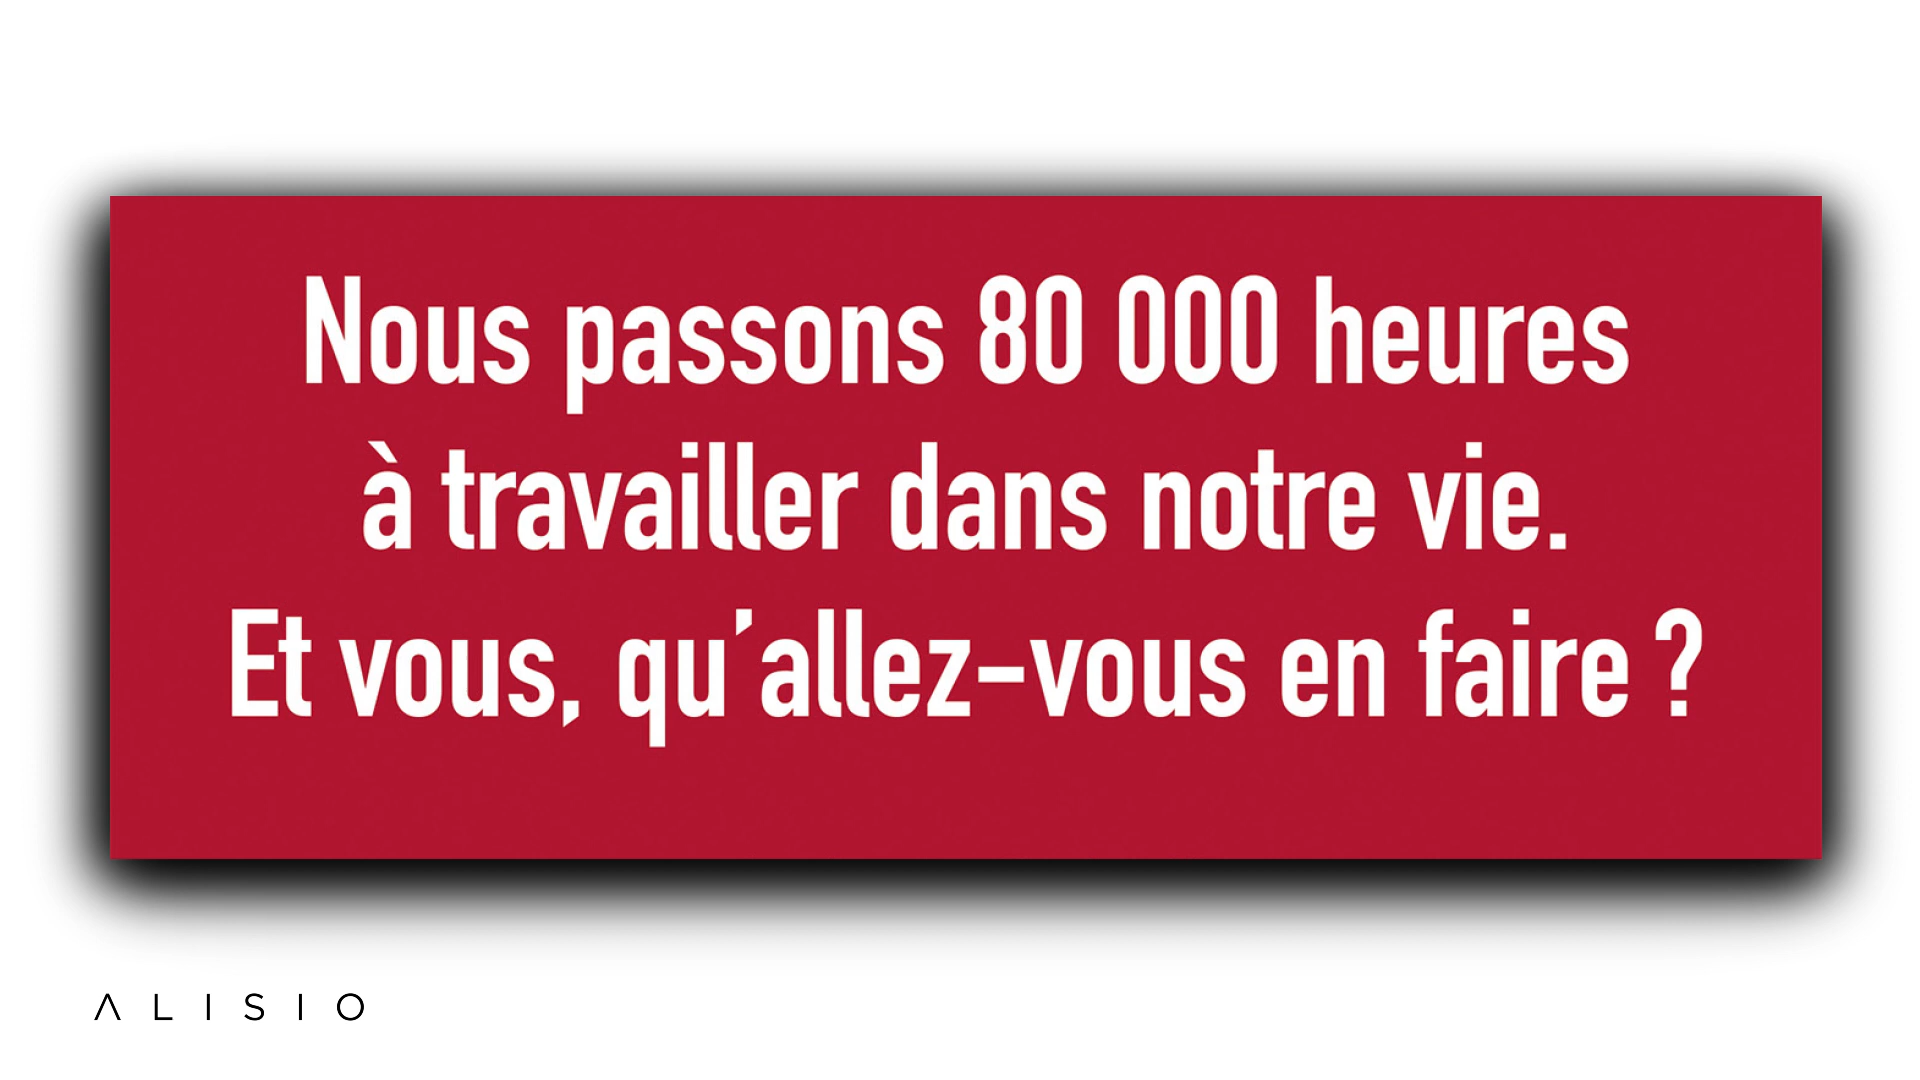 Nous passons 80 000 heures
à travailler dans notre vie.
Et vous, qu’allez-vous en faire ?
ALISIO